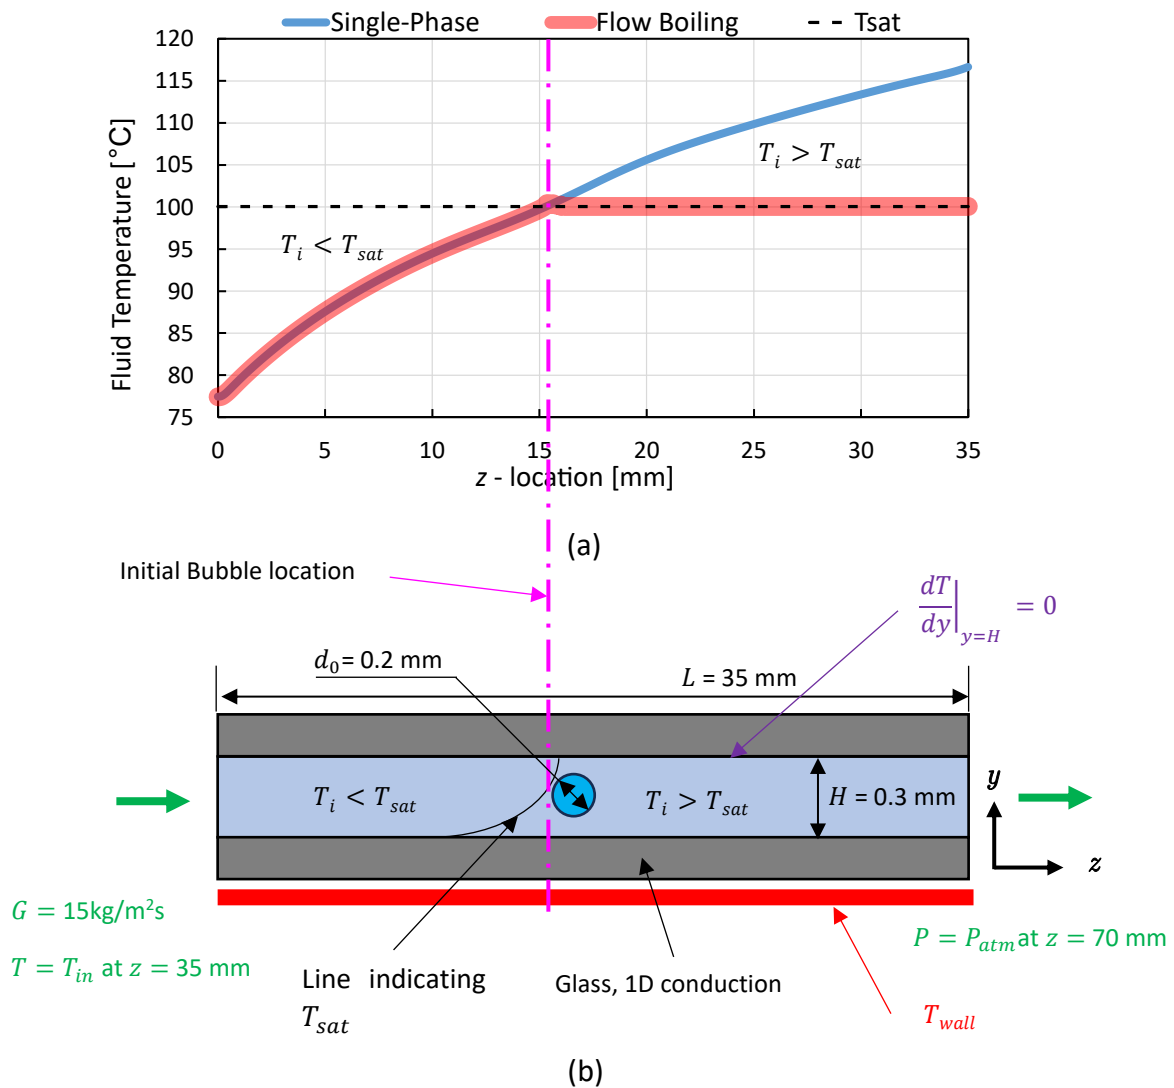 Single-Phase Flow Boiling Tsat
120
115
110
105
100
95
90
85
80
75
Fluid Temperature [°C]
T_i > T_sat
T_i < T_sat
0 5 10 15 20 25 30 35
z - location [mm]
(a)
Initial Bubble location
dT/dy|_{y=H} = 0
d_0= 0.2 mm
L = 35 mm
T_i < T_sat
T_i > T_sat
H = 0.3 mm
y
z
G = 15kg/m²s
T = T_in at z = 35 mm
Line indicating
T_sat
Glass, 1D conduction
P = P_atm at z = 70 mm
T_wall
(b)